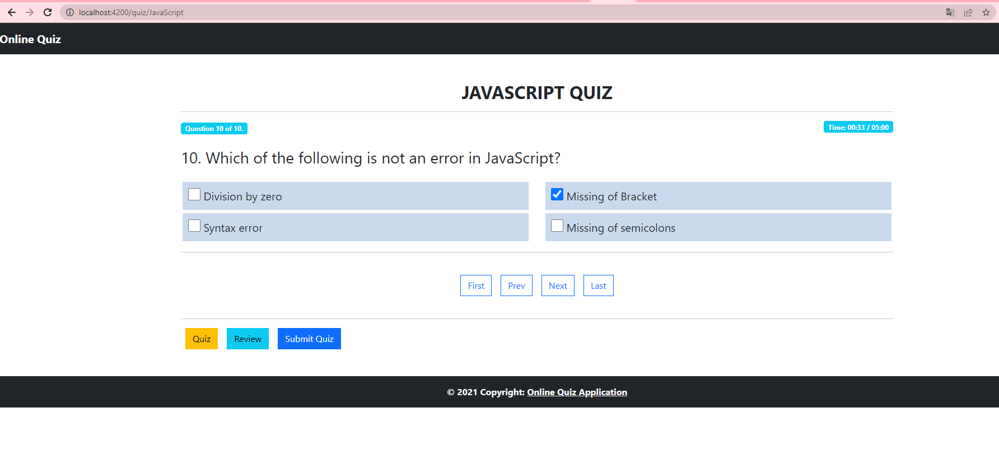 localhost:4200/quiz/JavaScript
Online Quiz
JAVASCRIPT QUIZ
Question 10 of 10.
Time: 00:33 / 05:00
10. Which of the following is not an error in JavaScript?
Division by zero
Missing of Bracket
Syntax error
Missing of semicolons
First Prev Next Last
Quiz Review Submit Quiz
© 2021 Copyright: Online Quiz Application